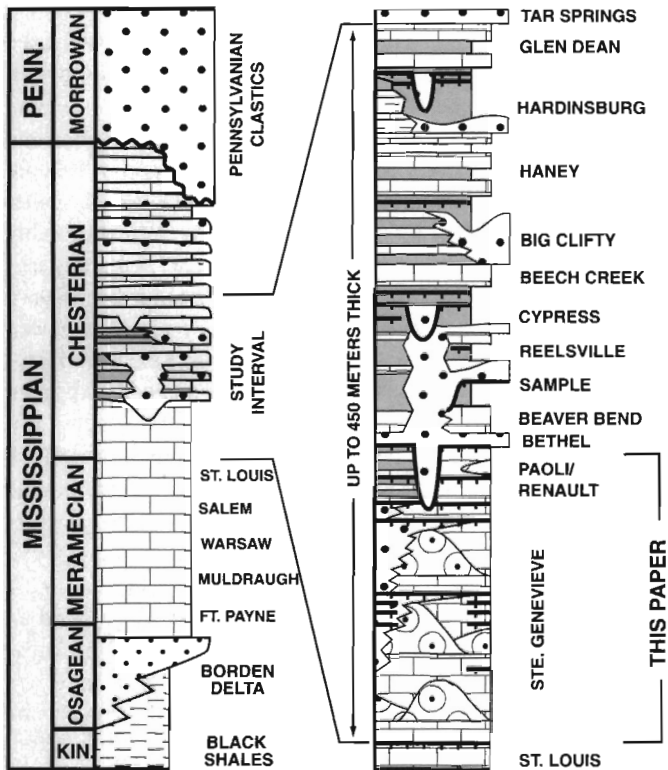 PENN.
MISSISSIPPIAN
MORROWAN
CHESTERIAN
MERAMECIAN
OSAGEAN
KIN.
PENNSYLVANIAN
CLASTICS
STUDY
INTERVAL
ST. LOUIS
SALEM
WARSAW
MULDRAUGH
FT. PAYNE
BORDEN
DELTA
BLACK
SHALES
UP TO 450 METERS THICK
TAR SPRINGS
GLEN DEAN
HARDINSBURG
HANEY
BIG CLIFTY
BEECH CREEK
CYPRESS
REELSVILLE
SAMPLE
BEAVER BEND
BETHEL
PAOLI/
RENAULT
STE. GENEVIEVE
ST. LOUIS
THIS PAPER